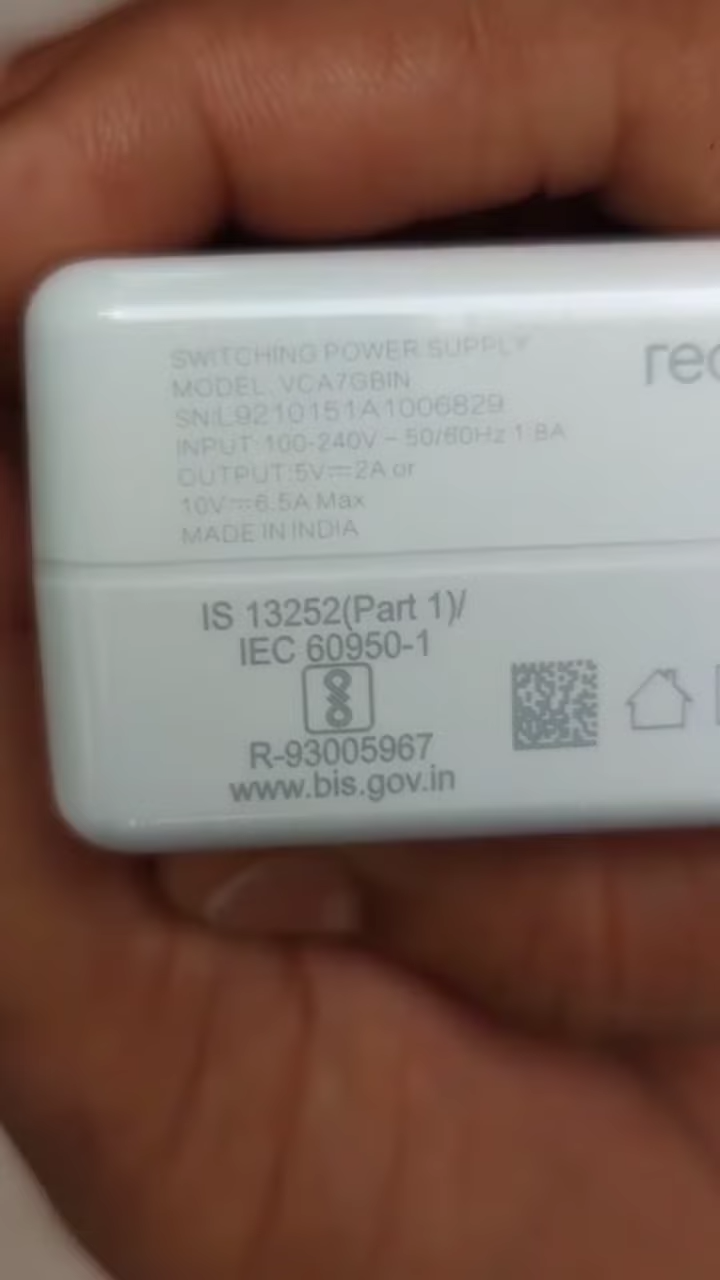 SWITCHING POWER SUPPLY
MODEL: VCA7GBIN
SN:L9210151A1006829
INPUT:100-240V ~ 50/60Hz 1.8A
OUTPUT:5V⎓2A or
10V⎓6.5A Max
MADE IN INDIA
IS 13252(Part 1)/
IEC 60950-1
R-93005967
www.bis.gov.in